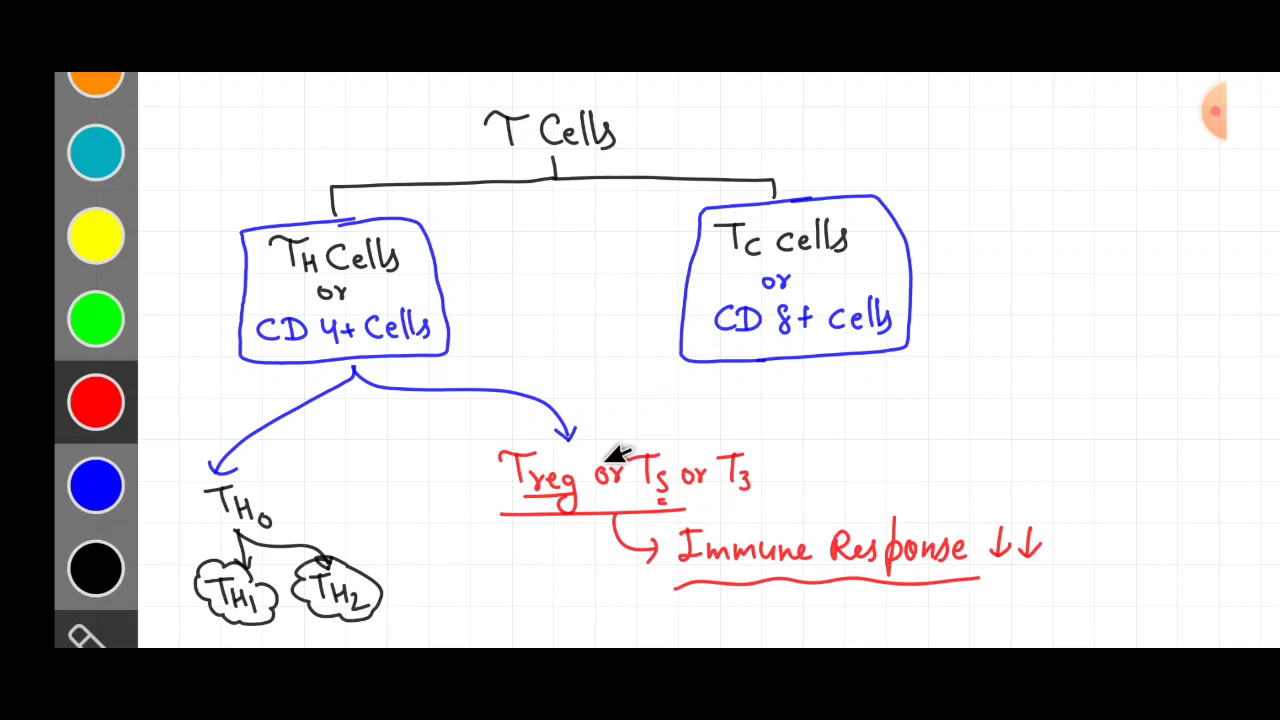 T Cells
TH Cells
or
CD 4+ Cells
TC cells
or
CD 8+ cells
Treg or TS or T3
TH0
Immune Response ↓↓
TH1 TH2